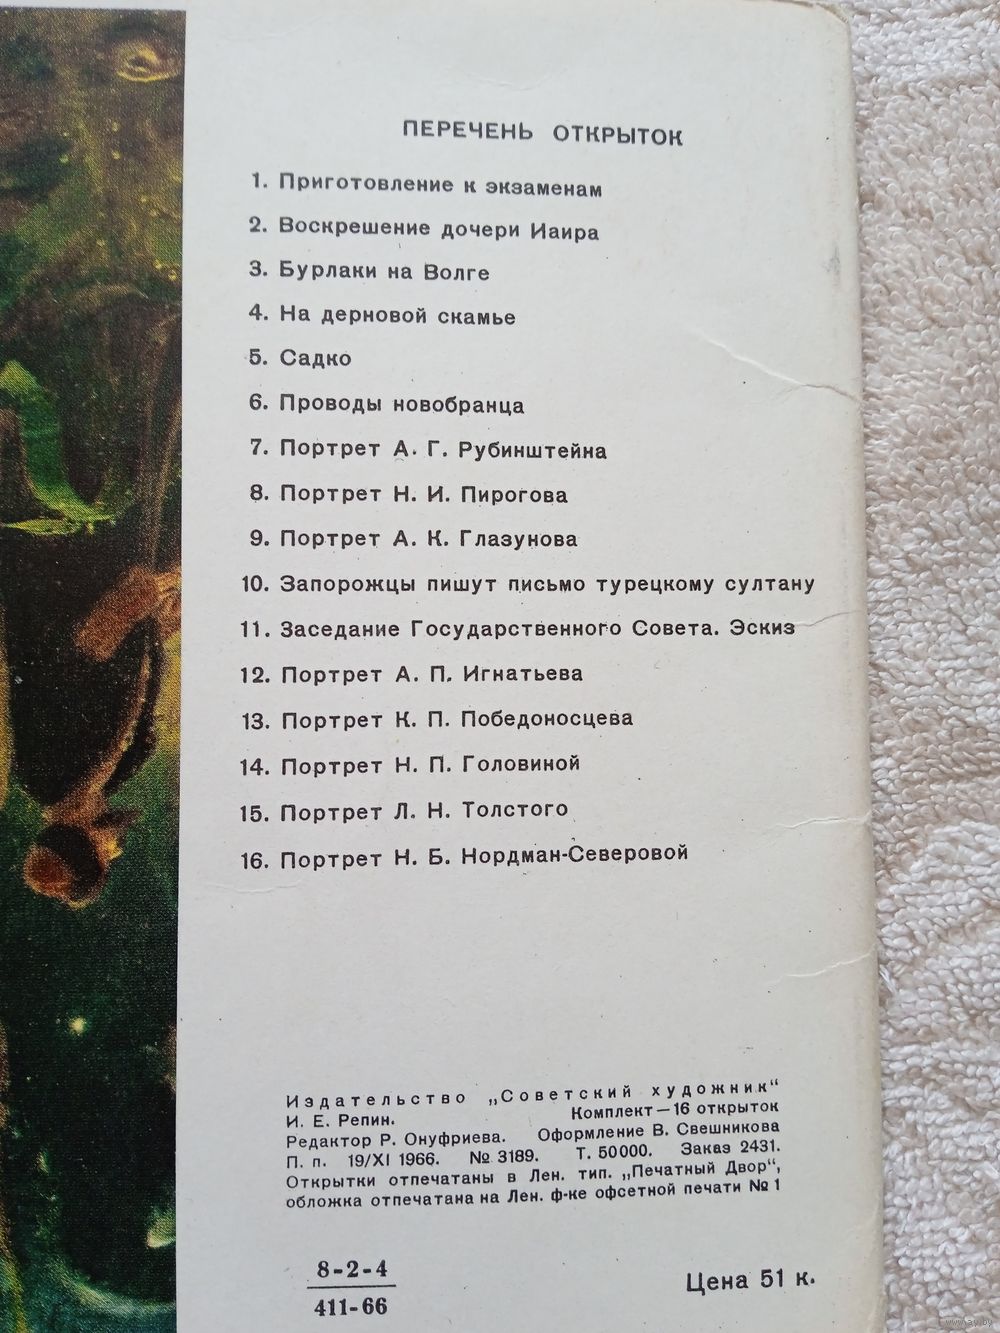 ПЕРЕЧЕНЬ ОТКРЫТОК
1. Приготовление к экзаменам
2. Воскрешение дочери Иаира
3. Бурлаки на Волге
4. На дерновой скамье
5. Садко
6. Проводы новобранца
7. Портрет А. Г. Рубинштейна
8. Портрет Н. И. Пирогова
9. Портрет А. К. Глазунова
10. Запорожцы пишут письмо турецкому султану
11. Заседание Государственного Совета. Эскиз
12. Портрет А. П. Игнатьева
13. Портрет К. П. Победоносцева
14. Портрет Н. П. Головиной
15. Портрет Л. Н. Толстого
16. Портрет Н. Б. Нордман-Северовой
Издательство „Советский художник“
И. Е. Репин. Комплект—16 открыток
Редактор Р. Онуфриева. Оформление В. Свешникова
П. п. 19/XI 1966. № 3189. Т. 50000. Заказ 2431.
Открытки отпечатаны в Лен. тип. „Печатный Двор“,
обложка отпечатана на Лен. ф-ке офсетной печати № 1
8-2-4
411-66
Цена 51 к.
www.ay.by